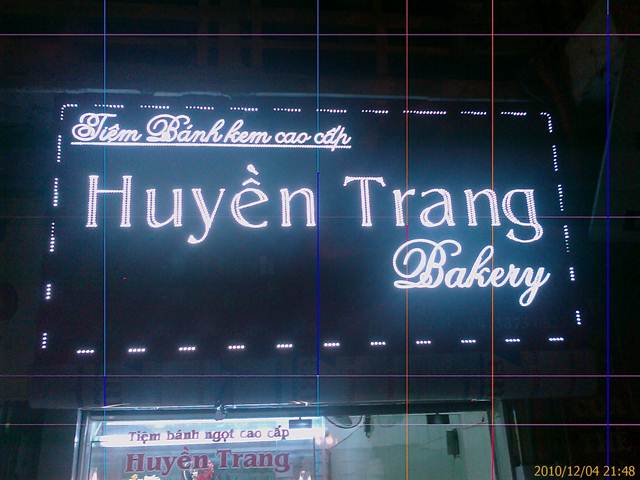 Tiệm Bánh kem cao cấp
Huyền Trang
Bakery
Tiệm bánh ngọt cao cấp
Huyền Trang
2010/12/04 21:48